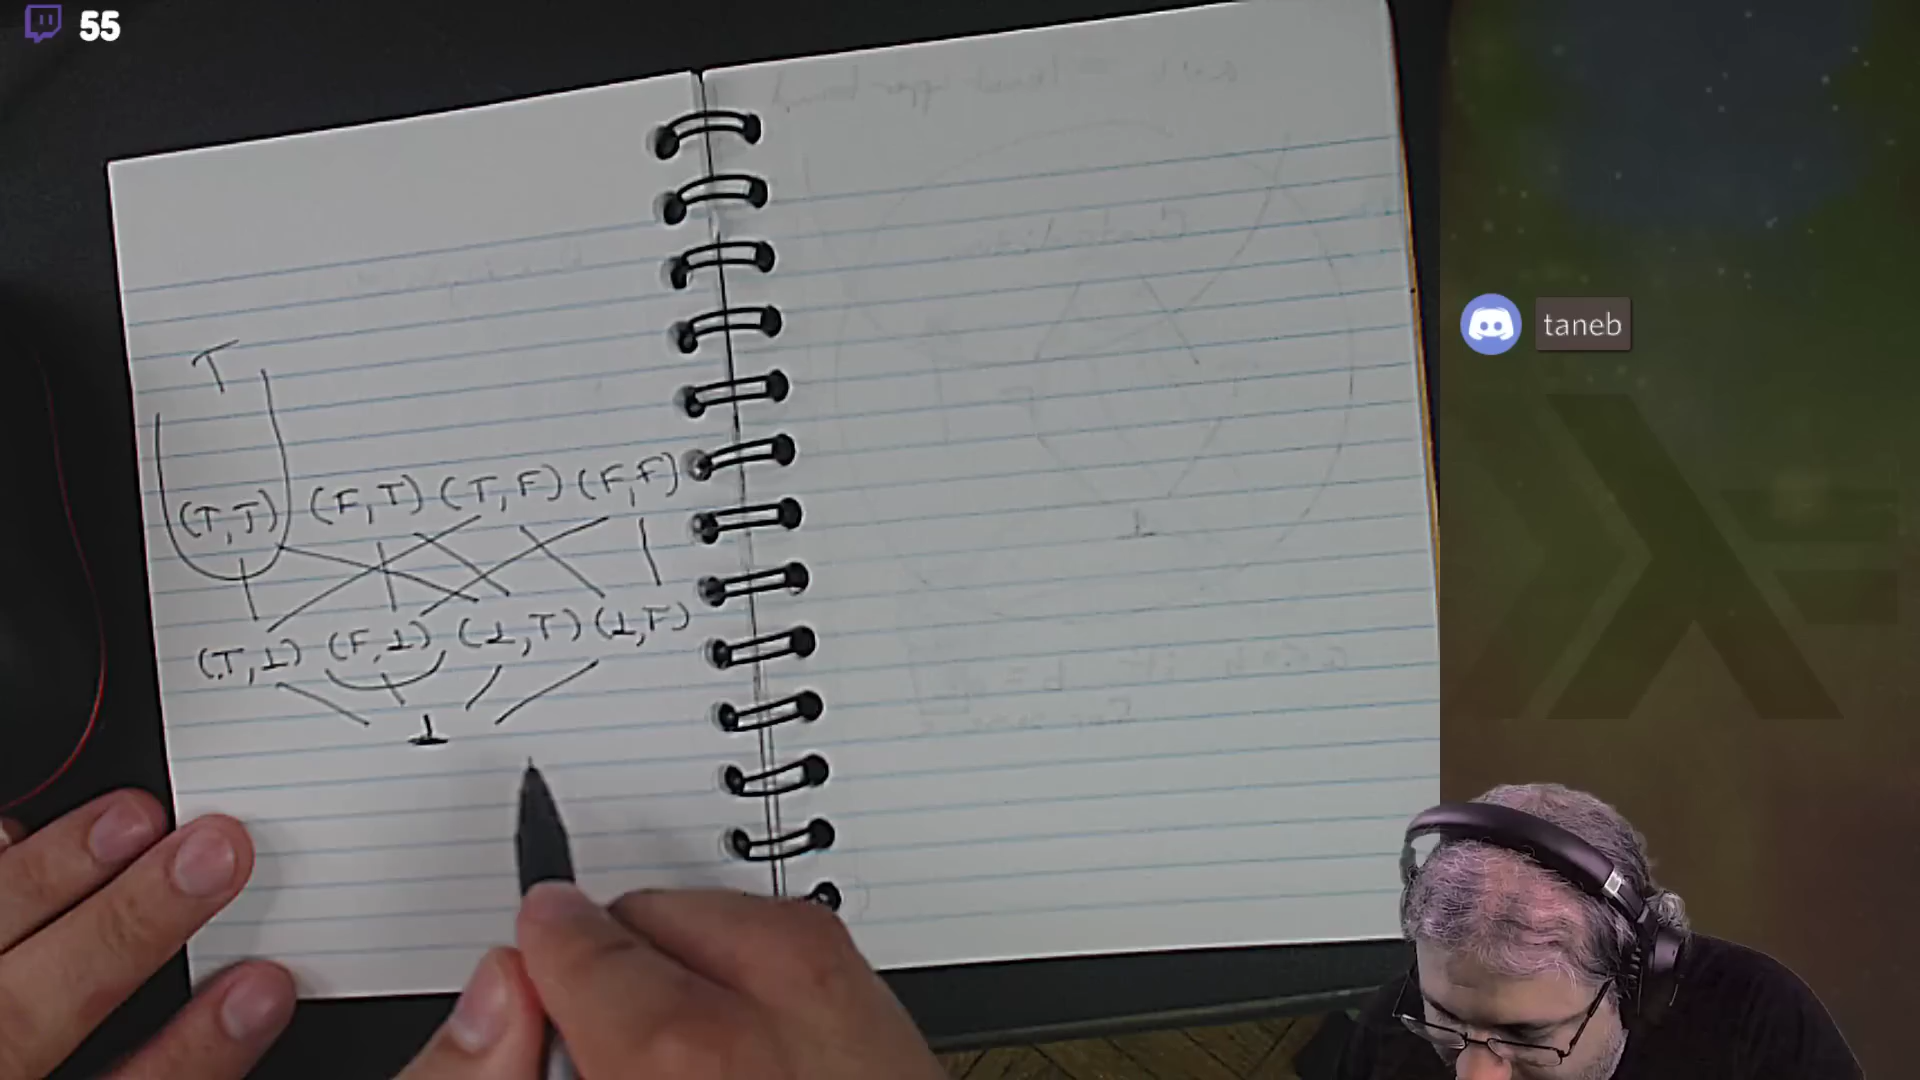 55
T
(T,T) (F,T) (T,F) (F,F)
(T,⊥) (F,⊥) (⊥,T) (⊥,F)
⊥
taneb